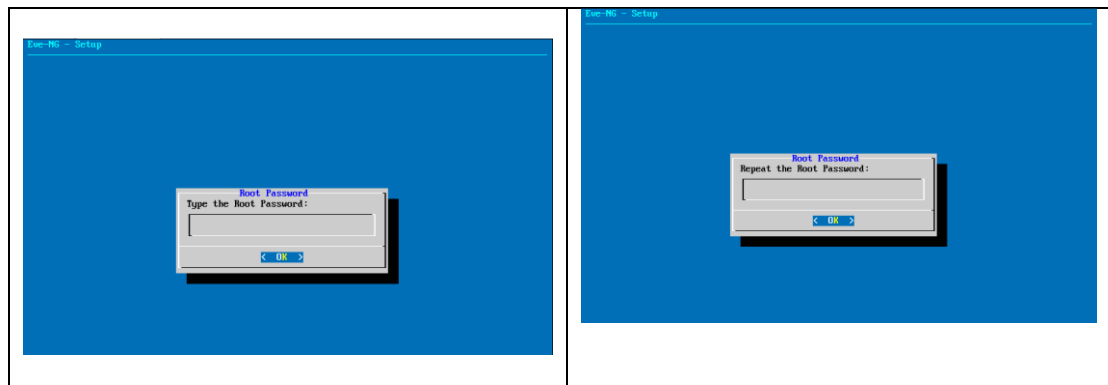 Eve-NG - Setup
Root Password
Type the Root Password:
< OK >
Eve-NG - Setup
Root Password
Repeat the Root Password:
< OK >